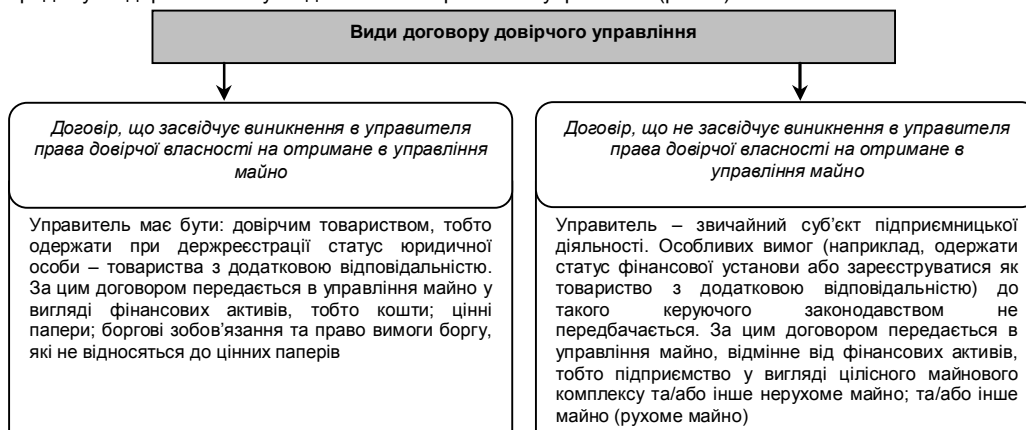 Види договору довірчого управління
Договір, що засвідчує виникнення в управителя
права довірчої власності на отримане в управління
майно
Управитель має бути: довірчим товариством, тобто
одержати при держреєстрації статус юридичної
особи – товариства з додатковою відповідальністю.
За цим договором передається в управління майно у
вигляді фінансових активів, тобто кошти; цінні
папери; боргові зобов’язання та право вимоги боргу,
які не відносяться до цінних паперів
Договір, що не засвідчує виникнення в управителя
права довірчої власності на отримане в
управління майно
Управитель – звичайний суб’єкт підприємницької
діяльності. Особливих вимог (наприклад, одержати
статус фінансової установи або зареєструватися як
товариство з додатковою відповідальністю) до
такого керуючого законодавством не
передбачається. За цим договором передається в
управління майно, відмінне від фінансових активів,
тобто підприємство у вигляді цілісного майнового
комплексу та/або інше нерухоме майно; та/або інше
майно (рухоме майно)